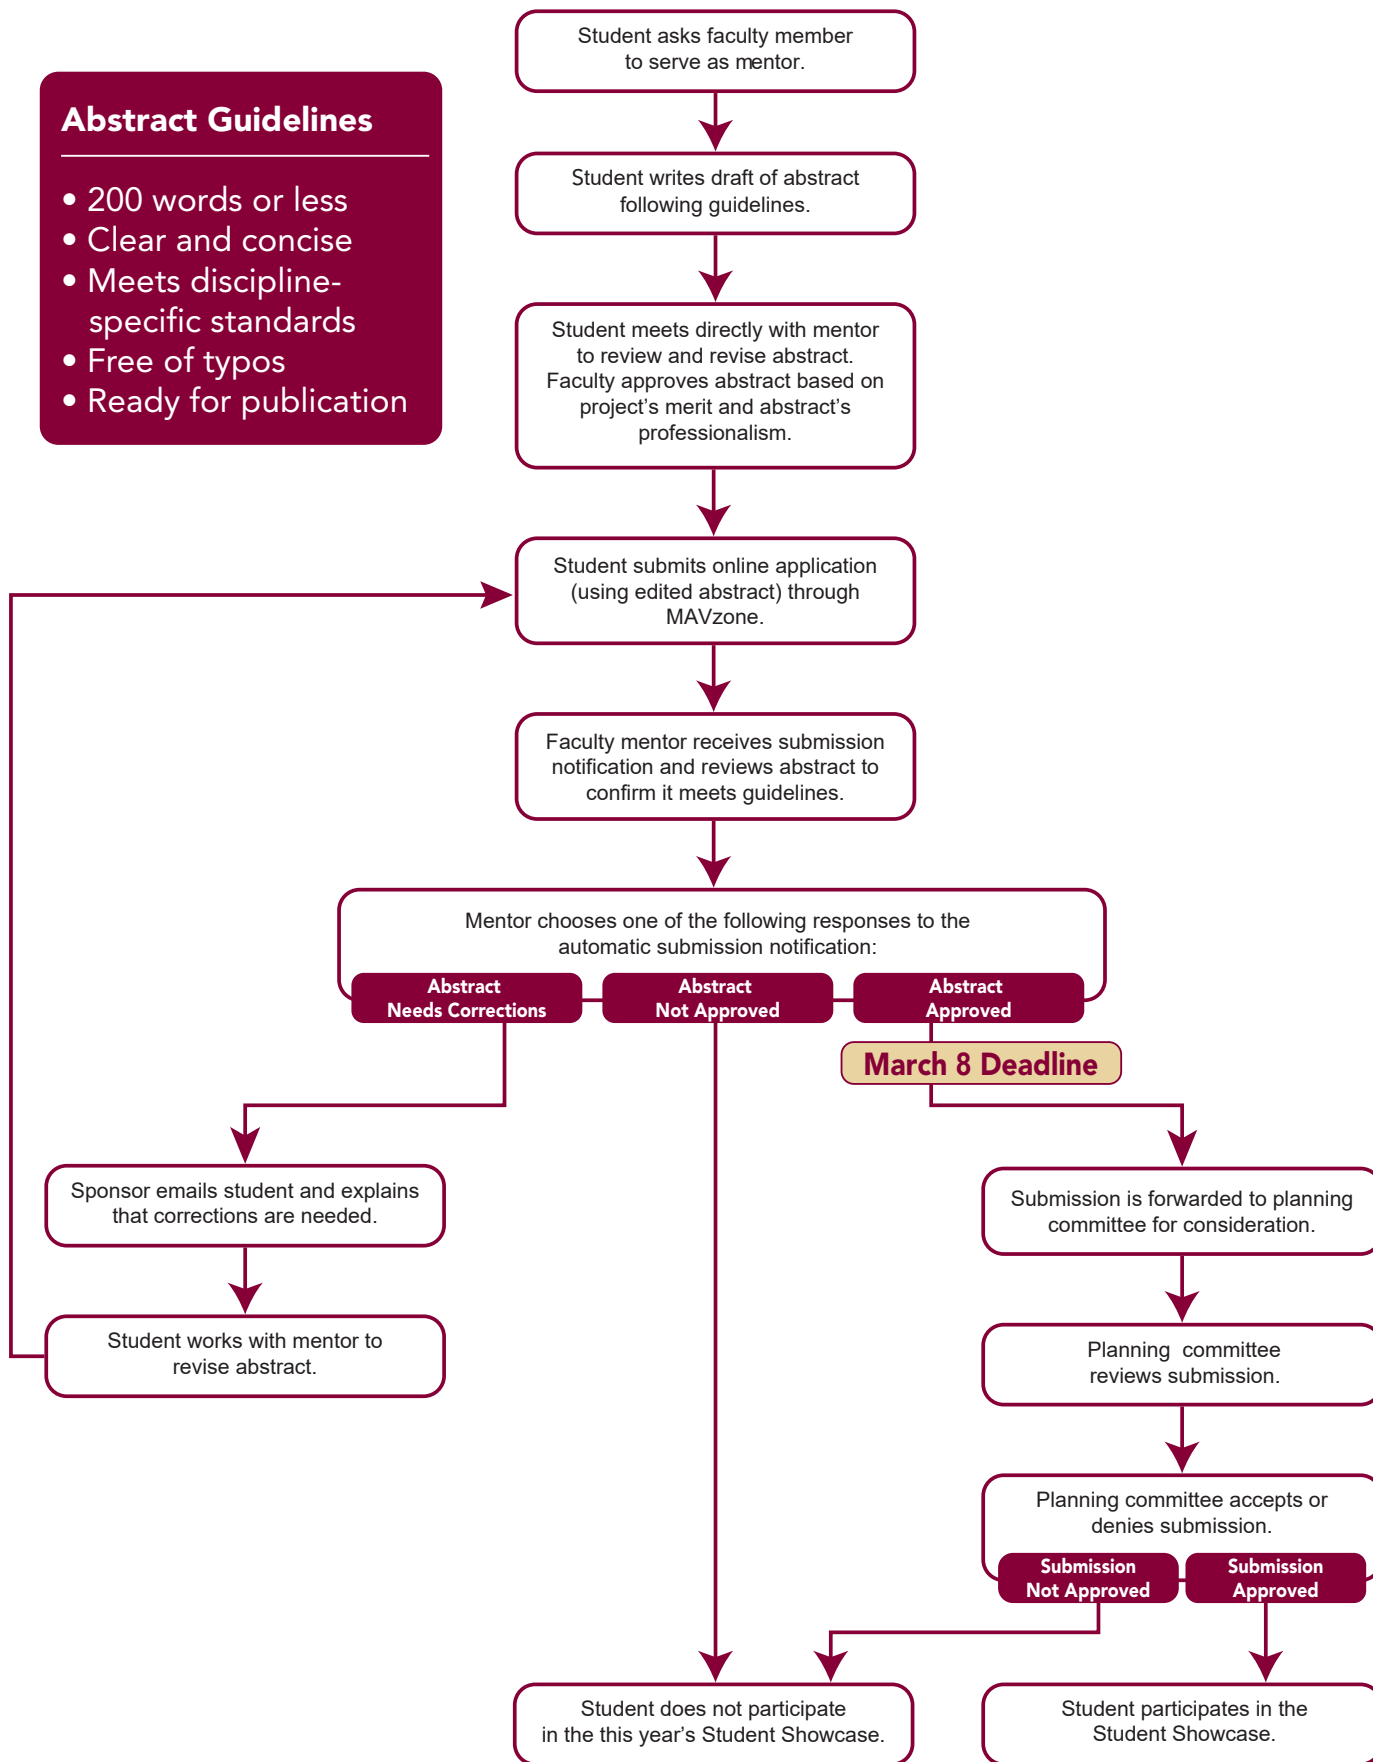 Student asks faculty member
to serve as mentor.
Abstract Guidelines
• 200 words or less
• Clear and concise
• Meets discipline-
specific standards
• Free of typos
• Ready for publication
Student writes draft of abstract
following guidelines.
Student meets directly with mentor
to review and revise abstract.
Faculty approves abstract based on
project’s merit and abstract’s
professionalism.
Student submits online application
(using edited abstract) through
MAVzone.
Faculty mentor receives submission
notification and reviews abstract to
confirm it meets guidelines.
Mentor chooses one of the following responses to the
automatic submission notification:
Abstract
Needs Corrections
Abstract
Not Approved
Abstract
Approved
March 8 Deadline
Sponsor emails student and explains
that corrections are needed.
Student works with mentor to
revise abstract.
Submission is forwarded to planning
committee for consideration.
Planning committee
reviews submission.
Planning committee accepts or
denies submission.
Submission
Not Approved
Submission
Approved
Student does not participate
in the this year’s Student Showcase.
Student participates in the
Student Showcase.